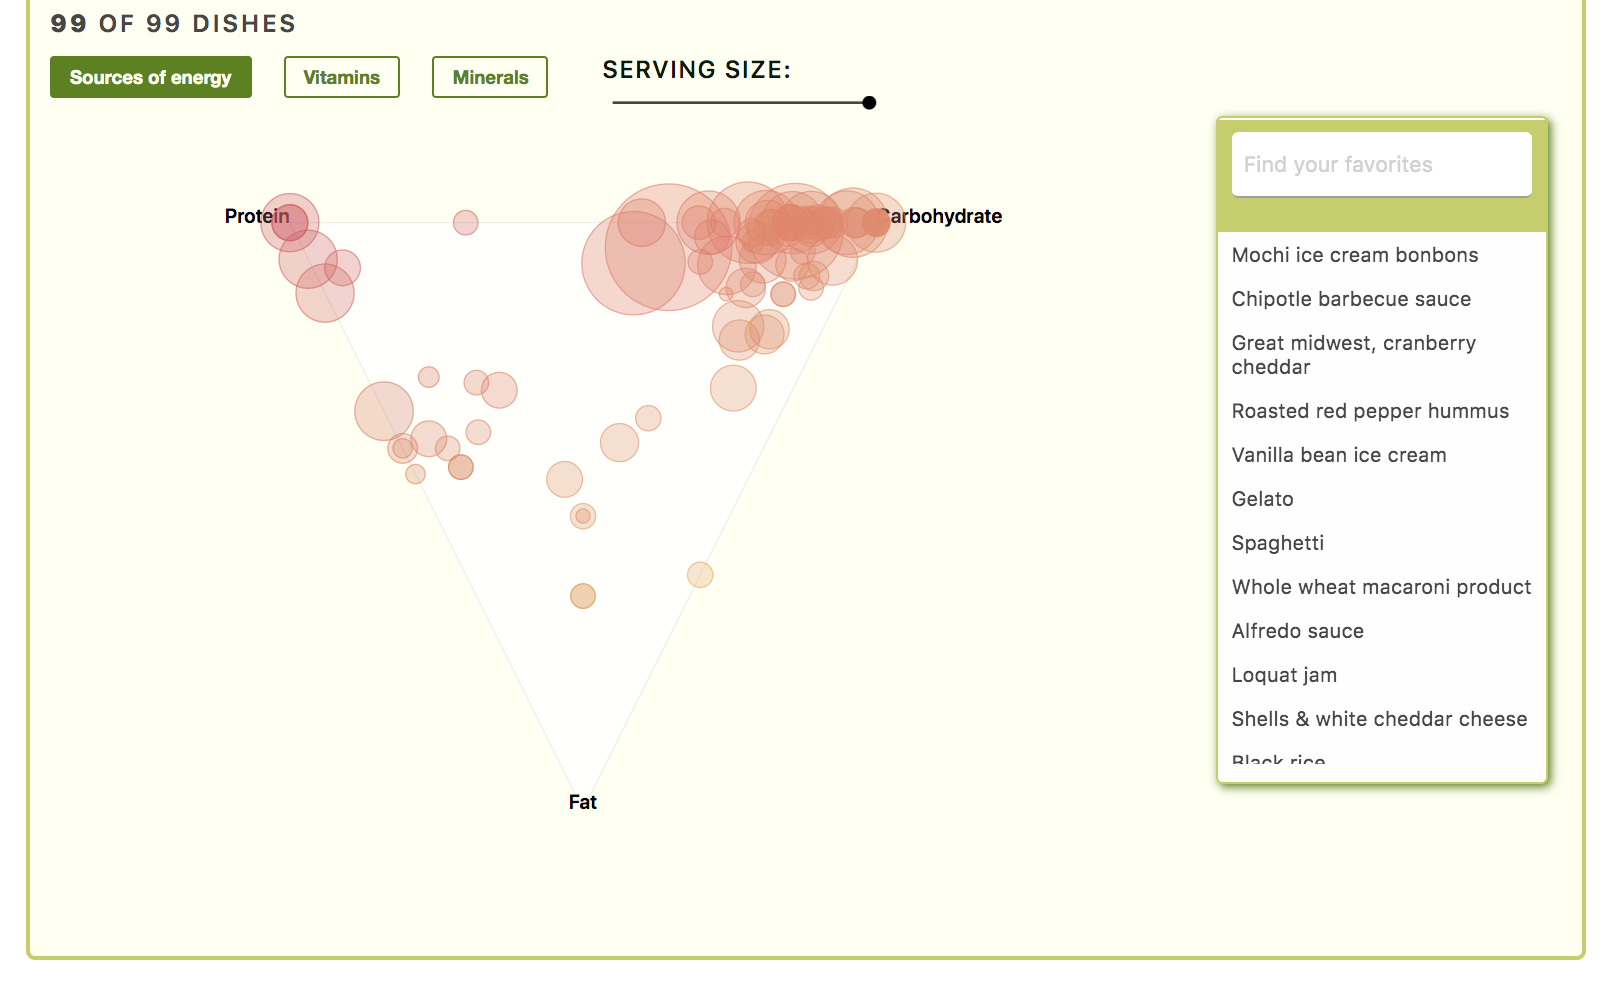 99 OF 99 DISHES
Sources of energy
Vitamins
Minerals
SERVING SIZE:
Find your favorites
Protein
Carbohydrate
Mochi ice cream bonbons
Chipotle barbecue sauce
Great midwest, cranberry
cheddar
Roasted red pepper hummus
Vanilla bean ice cream
Gelato
Spaghetti
Whole wheat macaroni product
Alfredo sauce
Loquat jam
Shells & white cheddar cheese
Black rice
Fat